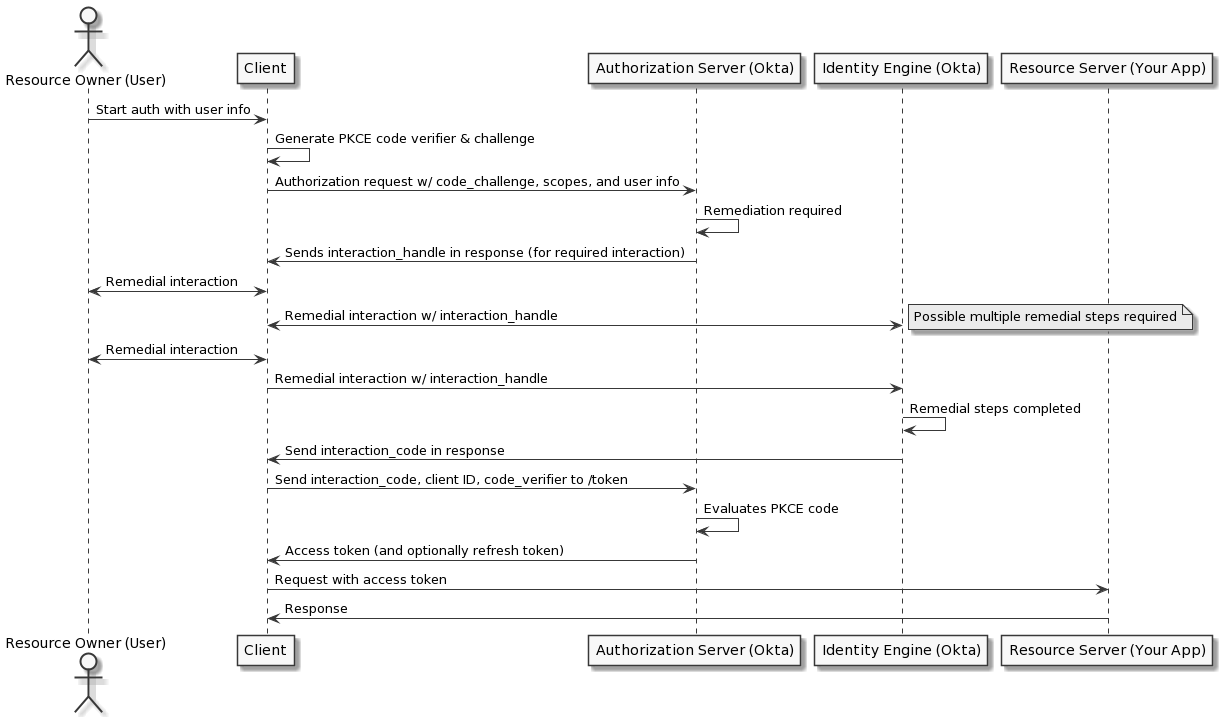 Resource Owner (User)
Client
Authorization Server (Okta)
Identity Engine (Okta)
Resource Server (Your App)
Start auth with user info
Generate PKCE code verifier & challenge
Authorization request w/ code_challenge, scopes, and user info
Remediation required
Sends interaction_handle in response (for required interaction)
Remedial interaction
Remedial interaction w/ interaction_handle
Possible multiple remedial steps required
Remedial interaction
Remedial interaction w/ interaction_handle
Remedial steps completed
Send interaction_code in response
Send interaction_code, client ID, code_verifier to /token
Evaluates PKCE code
Access token (and optionally refresh token)
Request with access token
Response
Resource Owner (User)
Client
Authorization Server (Okta)
Identity Engine (Okta)
Resource Server (Your App)